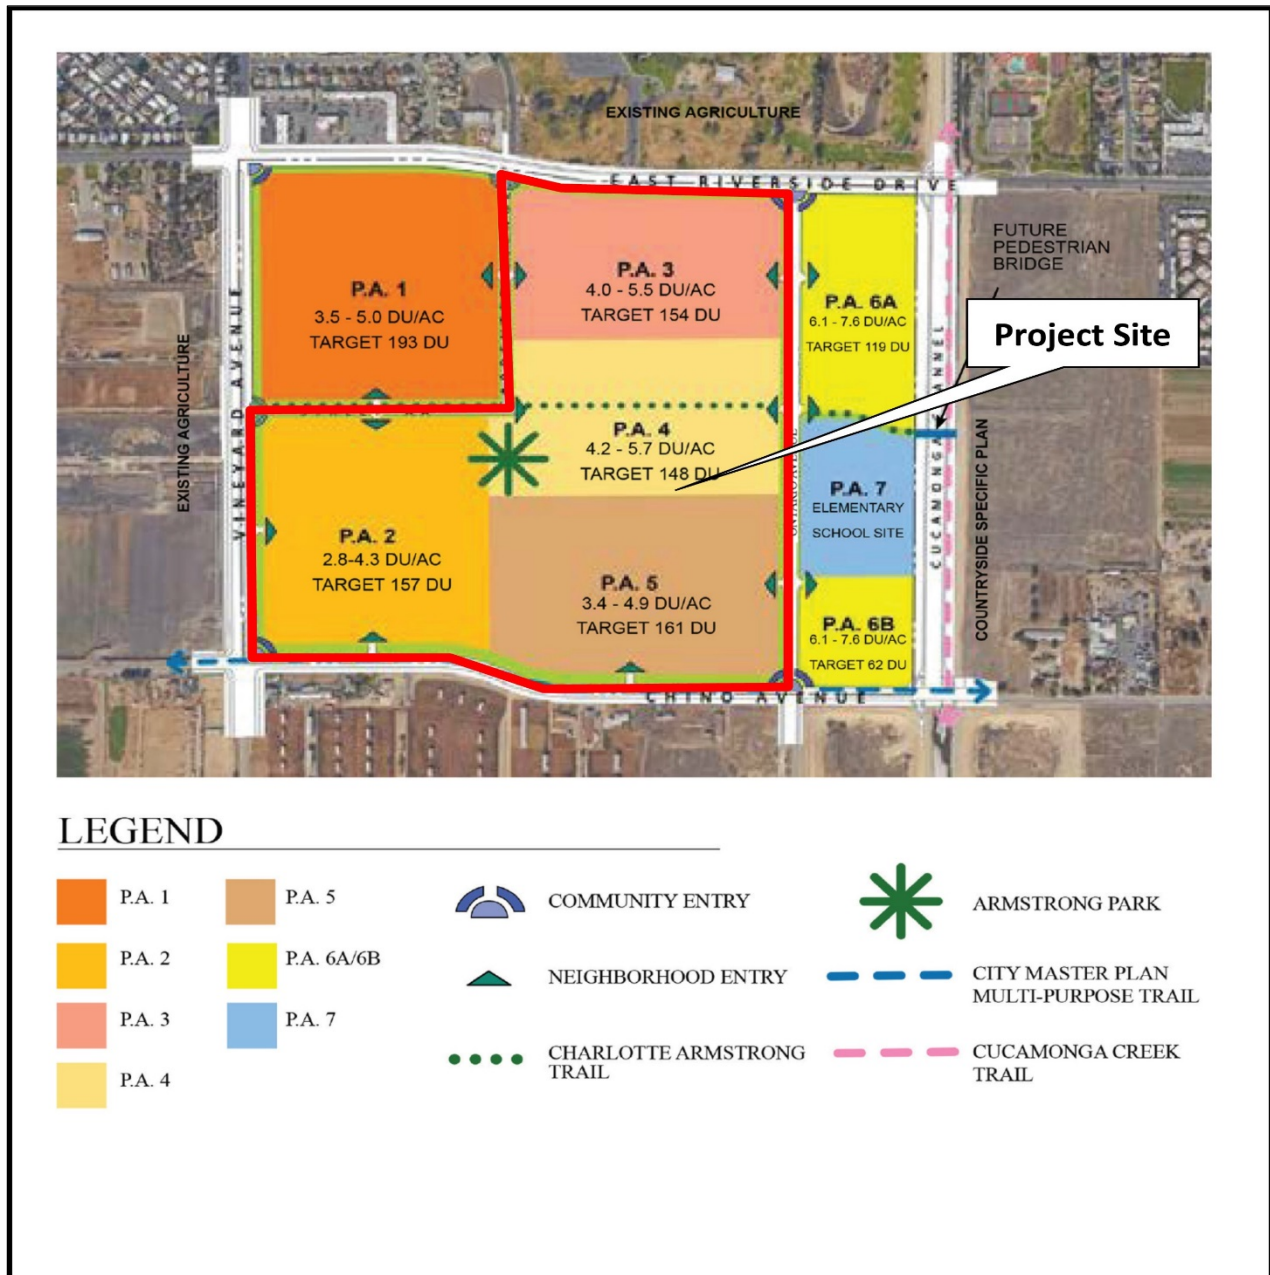 EXISTING AGRICULTURE
EAST RIVERSIDE DRIVE
FUTURE
PEDESTRIAN
BRIDGE
Project Site
P.A. 1
3.5 - 5.0 DU/AC
TARGET 193 DU
P.A. 3
4.0 - 5.5 DU/AC
TARGET 154 DU
P.A. 6A
6.1 - 7.6 DU/AC
TARGET 119 DU
VINEYARD AVENUE
EXISTING AGRICULTURE
P.A. 4
4.2 - 5.7 DU/AC
TARGET 148 DU
AVENUE
P.A. 7
ELEMENTARY
SCHOOL SITE
CUCAMONGA CHANNEL
COUNTRYSIDE SPECIFIC PLAN
P.A. 2
2.8-4.3 DU/AC
TARGET 157 DU
P.A. 5
3.4 - 4.9 DU/AC
TARGET 161 DU
P.A. 6B
6.1 - 7.6 DU/AC
TARGET 62 DU
CHINO AVENUE
LEGEND
P.A. 1
P.A. 2
P.A. 3
P.A. 4
P.A. 5
P.A. 6A/6B
P.A. 7
COMMUNITY ENTRY
NEIGHBORHOOD ENTRY
CHARLOTTE ARMSTRONG
TRAIL
ARMSTRONG PARK
CITY MASTER PLAN
MULTI-PURPOSE TRAIL
CUCAMONGA CREEK
TRAIL